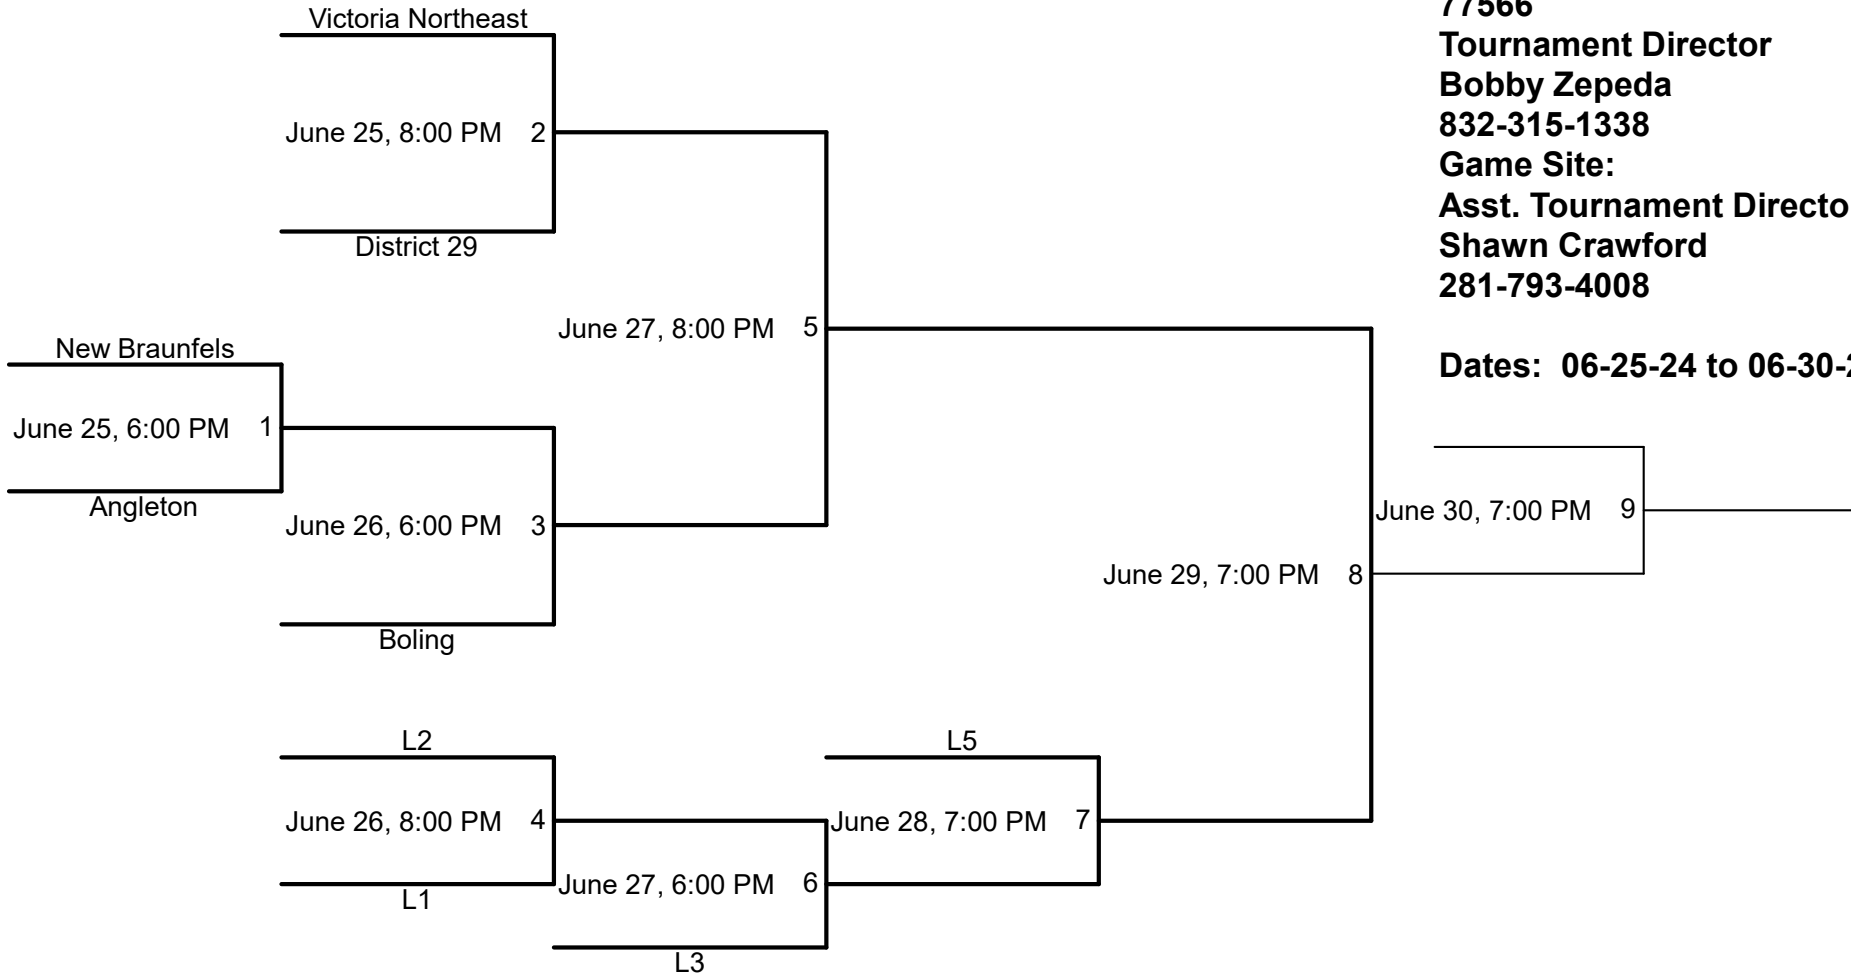 Victoria Northeast
June 25, 8:00 PM 2
District 29
77566
Tournament Director
Bobby Zepeda
832-315-1338
Game Site:
Asst. Tournament Directo
Shawn Crawford
281-793-4008
Dates: 06-25-24 to 06-30-2
June 27, 8:00 PM 5
New Braunfels
June 25, 6:00 PM 1
Angleton
June 26, 6:00 PM 3
Boling
June 30, 7:00 PM 9
June 29, 7:00 PM 8
L2
June 26, 8:00 PM 4
L1
L5
June 28, 7:00 PM 7
June 27, 6:00 PM 6
L3